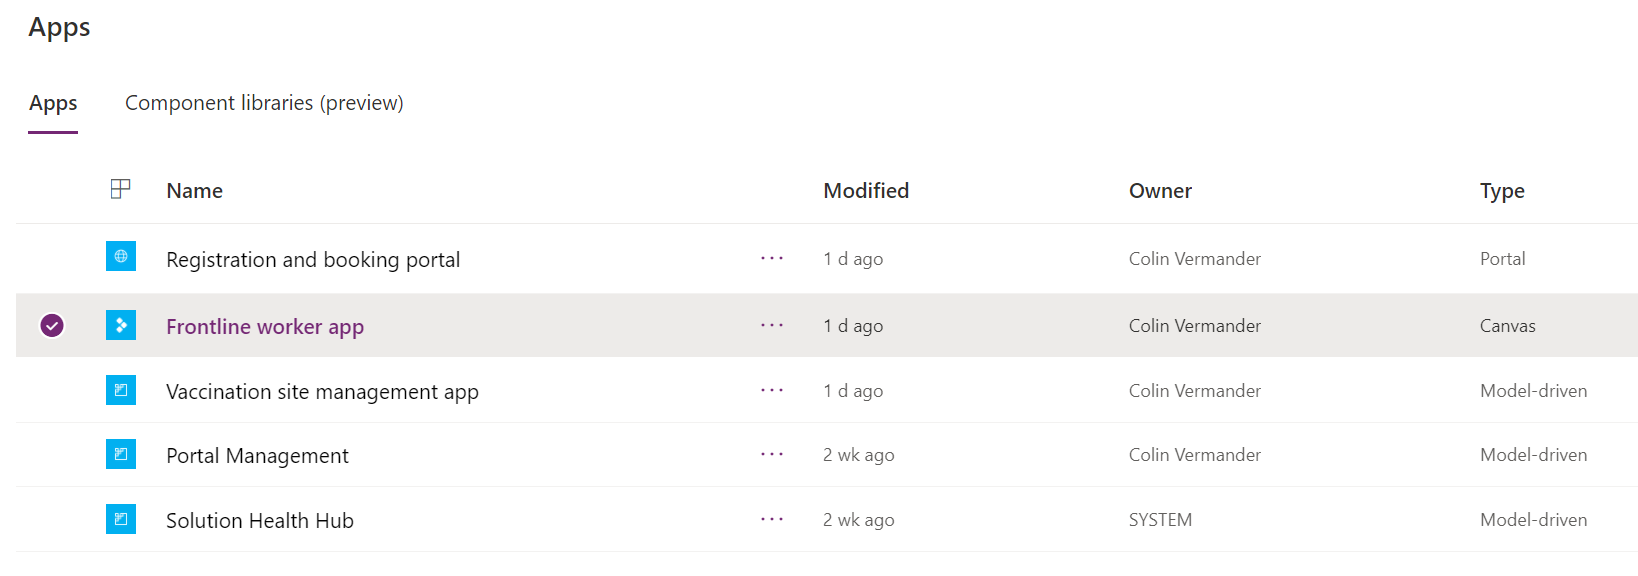 Apps
Apps Component libraries (preview)
Name Modified Owner Type
Registration and booking portal ... 1 d ago Colin Vermander Portal
Frontline worker app ... 1 d ago Colin Vermander Canvas
Vaccination site management app ... 1 d ago Colin Vermander Model-driven
Portal Management ... 2 wk ago Colin Vermander Model-driven
Solution Health Hub ... 2 wk ago SYSTEM Model-driven